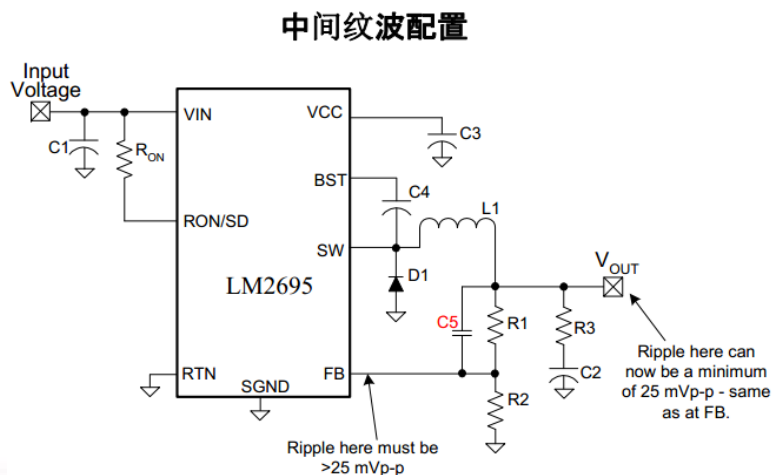 中间纹波配置
Input
Voltage
VIN
VCC
C3
C1
R_ON
BST
C4
L1
RON/SD
SW
D1
V_OUT
LM2695
C5
R1
R3
Ripple here can
now be a minimum
of 25 mVp-p - same
as at FB.
RTN
FB
C2
SGND
R2
Ripple here must be
>25 mVp-p